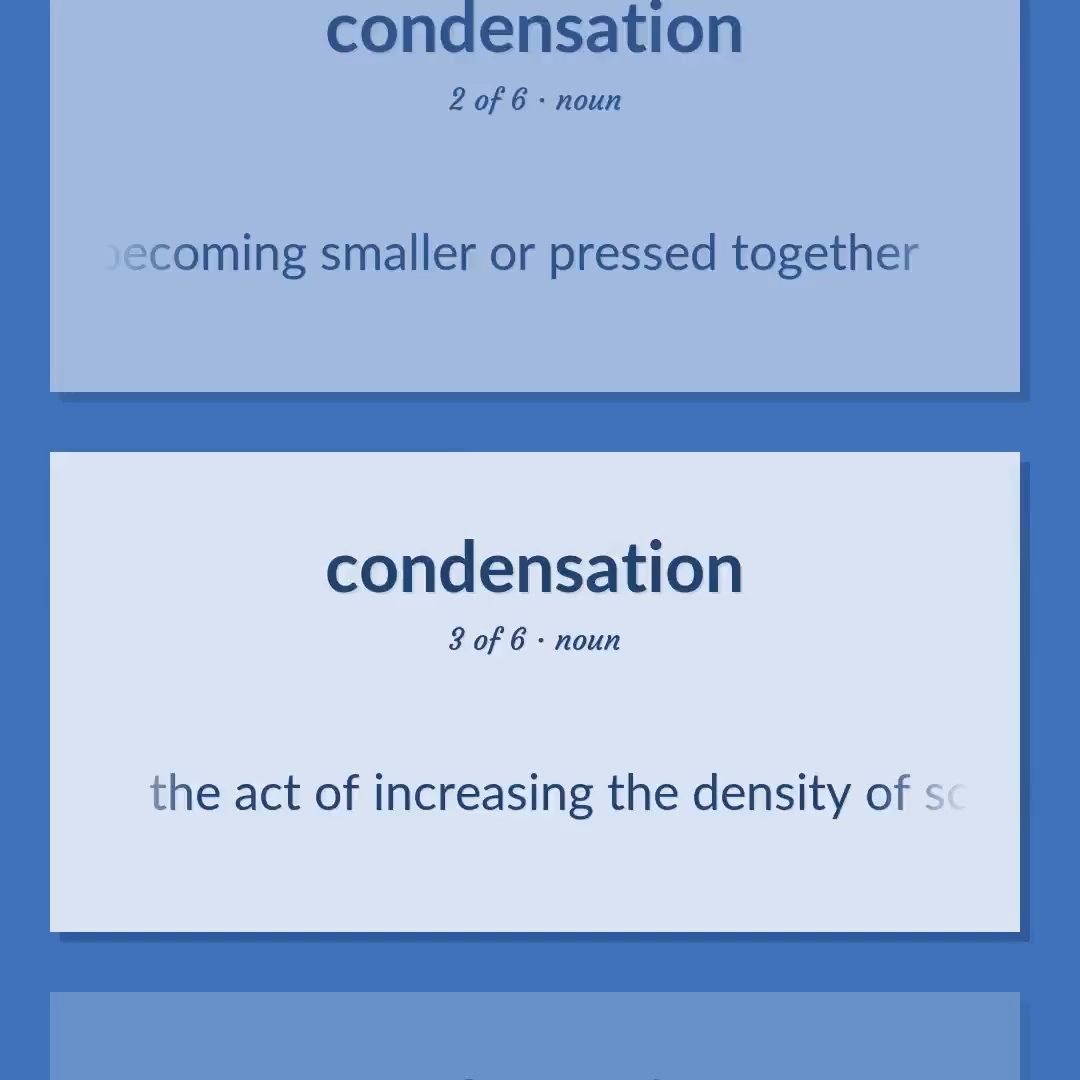 condensation
2 of 6 · noun
becoming smaller or pressed together
condensation
3 of 6 · noun
the act of increasing the density of